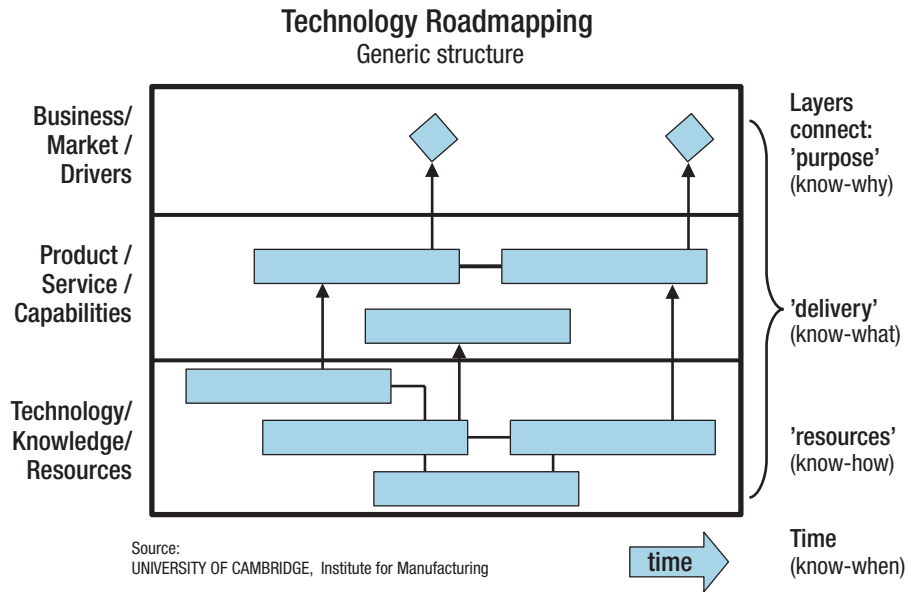 Technology Roadmapping
Generic structure
Business/
Market /
Drivers
Product /
Service /
Capabilities
Technology/
Knowledge/
Resources
Layers
connect:
’purpose’
(know-why)
’delivery’
(know-what)
’resources’
(know-how)
Time
(know-when)
time
Source:
UNIVERSITY OF CAMBRIDGE, Institute for Manufacturing